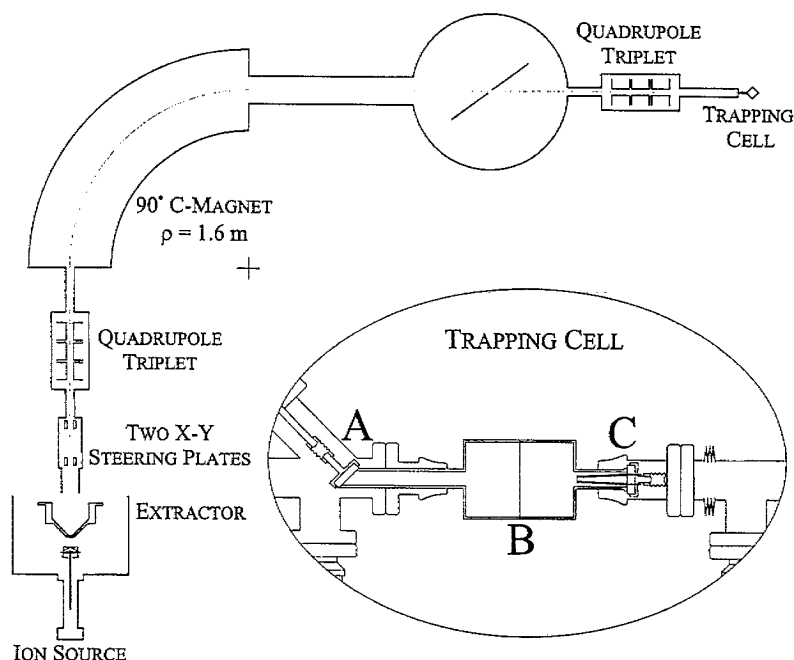 QUADRUPOLE
TRIPLET
TRAPPING
CELL
90° C-MAGNET
ρ = 1.6 m
QUADRUPOLE
TRIPLET
TWO X-Y
STEERING PLATES
EXTRACTOR
ION SOURCE
TRAPPING CELL
A
C
B